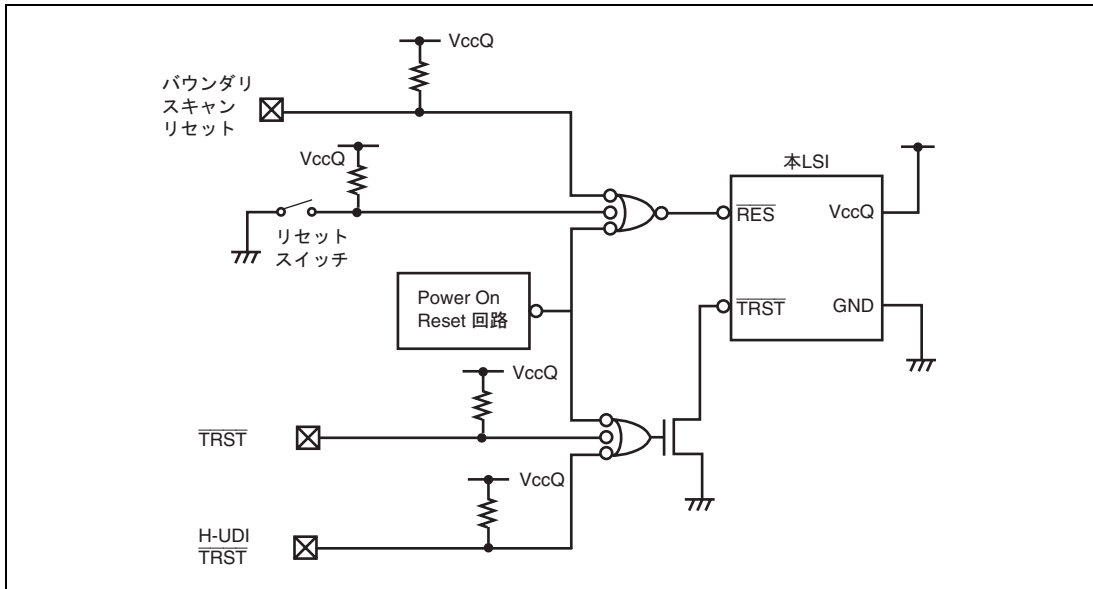 VccQ
バウンダリ
スキャン
リセット
VccQ
リセット
スイッチ
本LSI
RES
VccQ
TRST
GND
Power On
Reset 回路
VccQ
TRST
VccQ
H-UDI
TRST